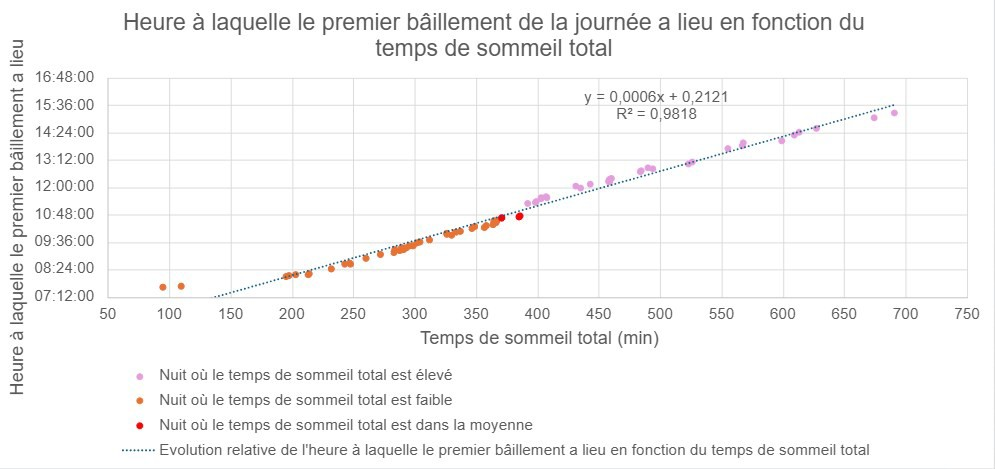 Heure à laquelle le premier bâillement de la journée a lieu en fonction du
temps de sommeil total
Heure à laquelle le premier bâillement a lieu
16:48:00
15:36:00
14:24:00
13:12:00
12:00:00
10:48:00
09:36:00
08:24:00
07:12:00
y = 0,0006x + 0,2121
R² = 0,9818
50 100 150 200 250 300 350 400 450 500 550 600 650 700 750
Temps de sommeil total (min)
Nuit où le temps de sommeil total est élevé
Nuit où le temps de sommeil total est faible
Nuit où le temps de sommeil total est dans la moyenne
Evolution relative de l'heure à laquelle le premier bâillement a lieu en fonction du temps de sommeil total